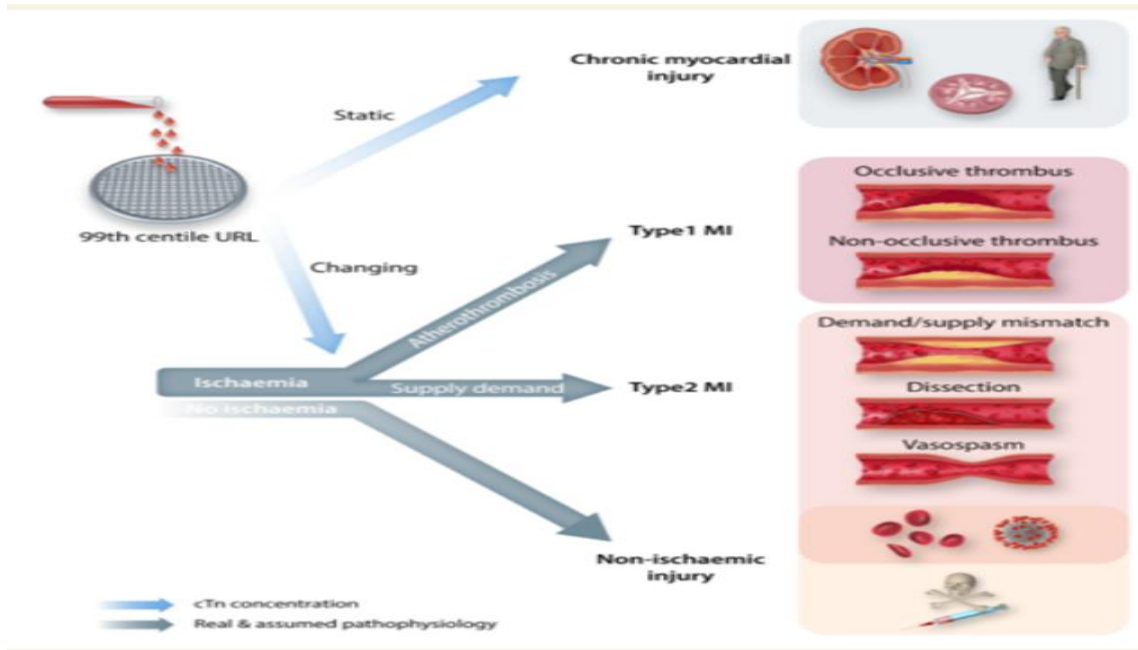 Chronic myocardial
injury
Static
99th centile URL
Changing
Type1 MI
Atherothrombosis
Ischaemia
Supply demand
No ischaemia
Type2 MI
Non-ischaemic
injury
Occlusive thrombus
Non-occlusive thrombus
Demand/supply mismatch
Dissection
Vasospasm
cTn concentration
Real & assumed pathophysiology